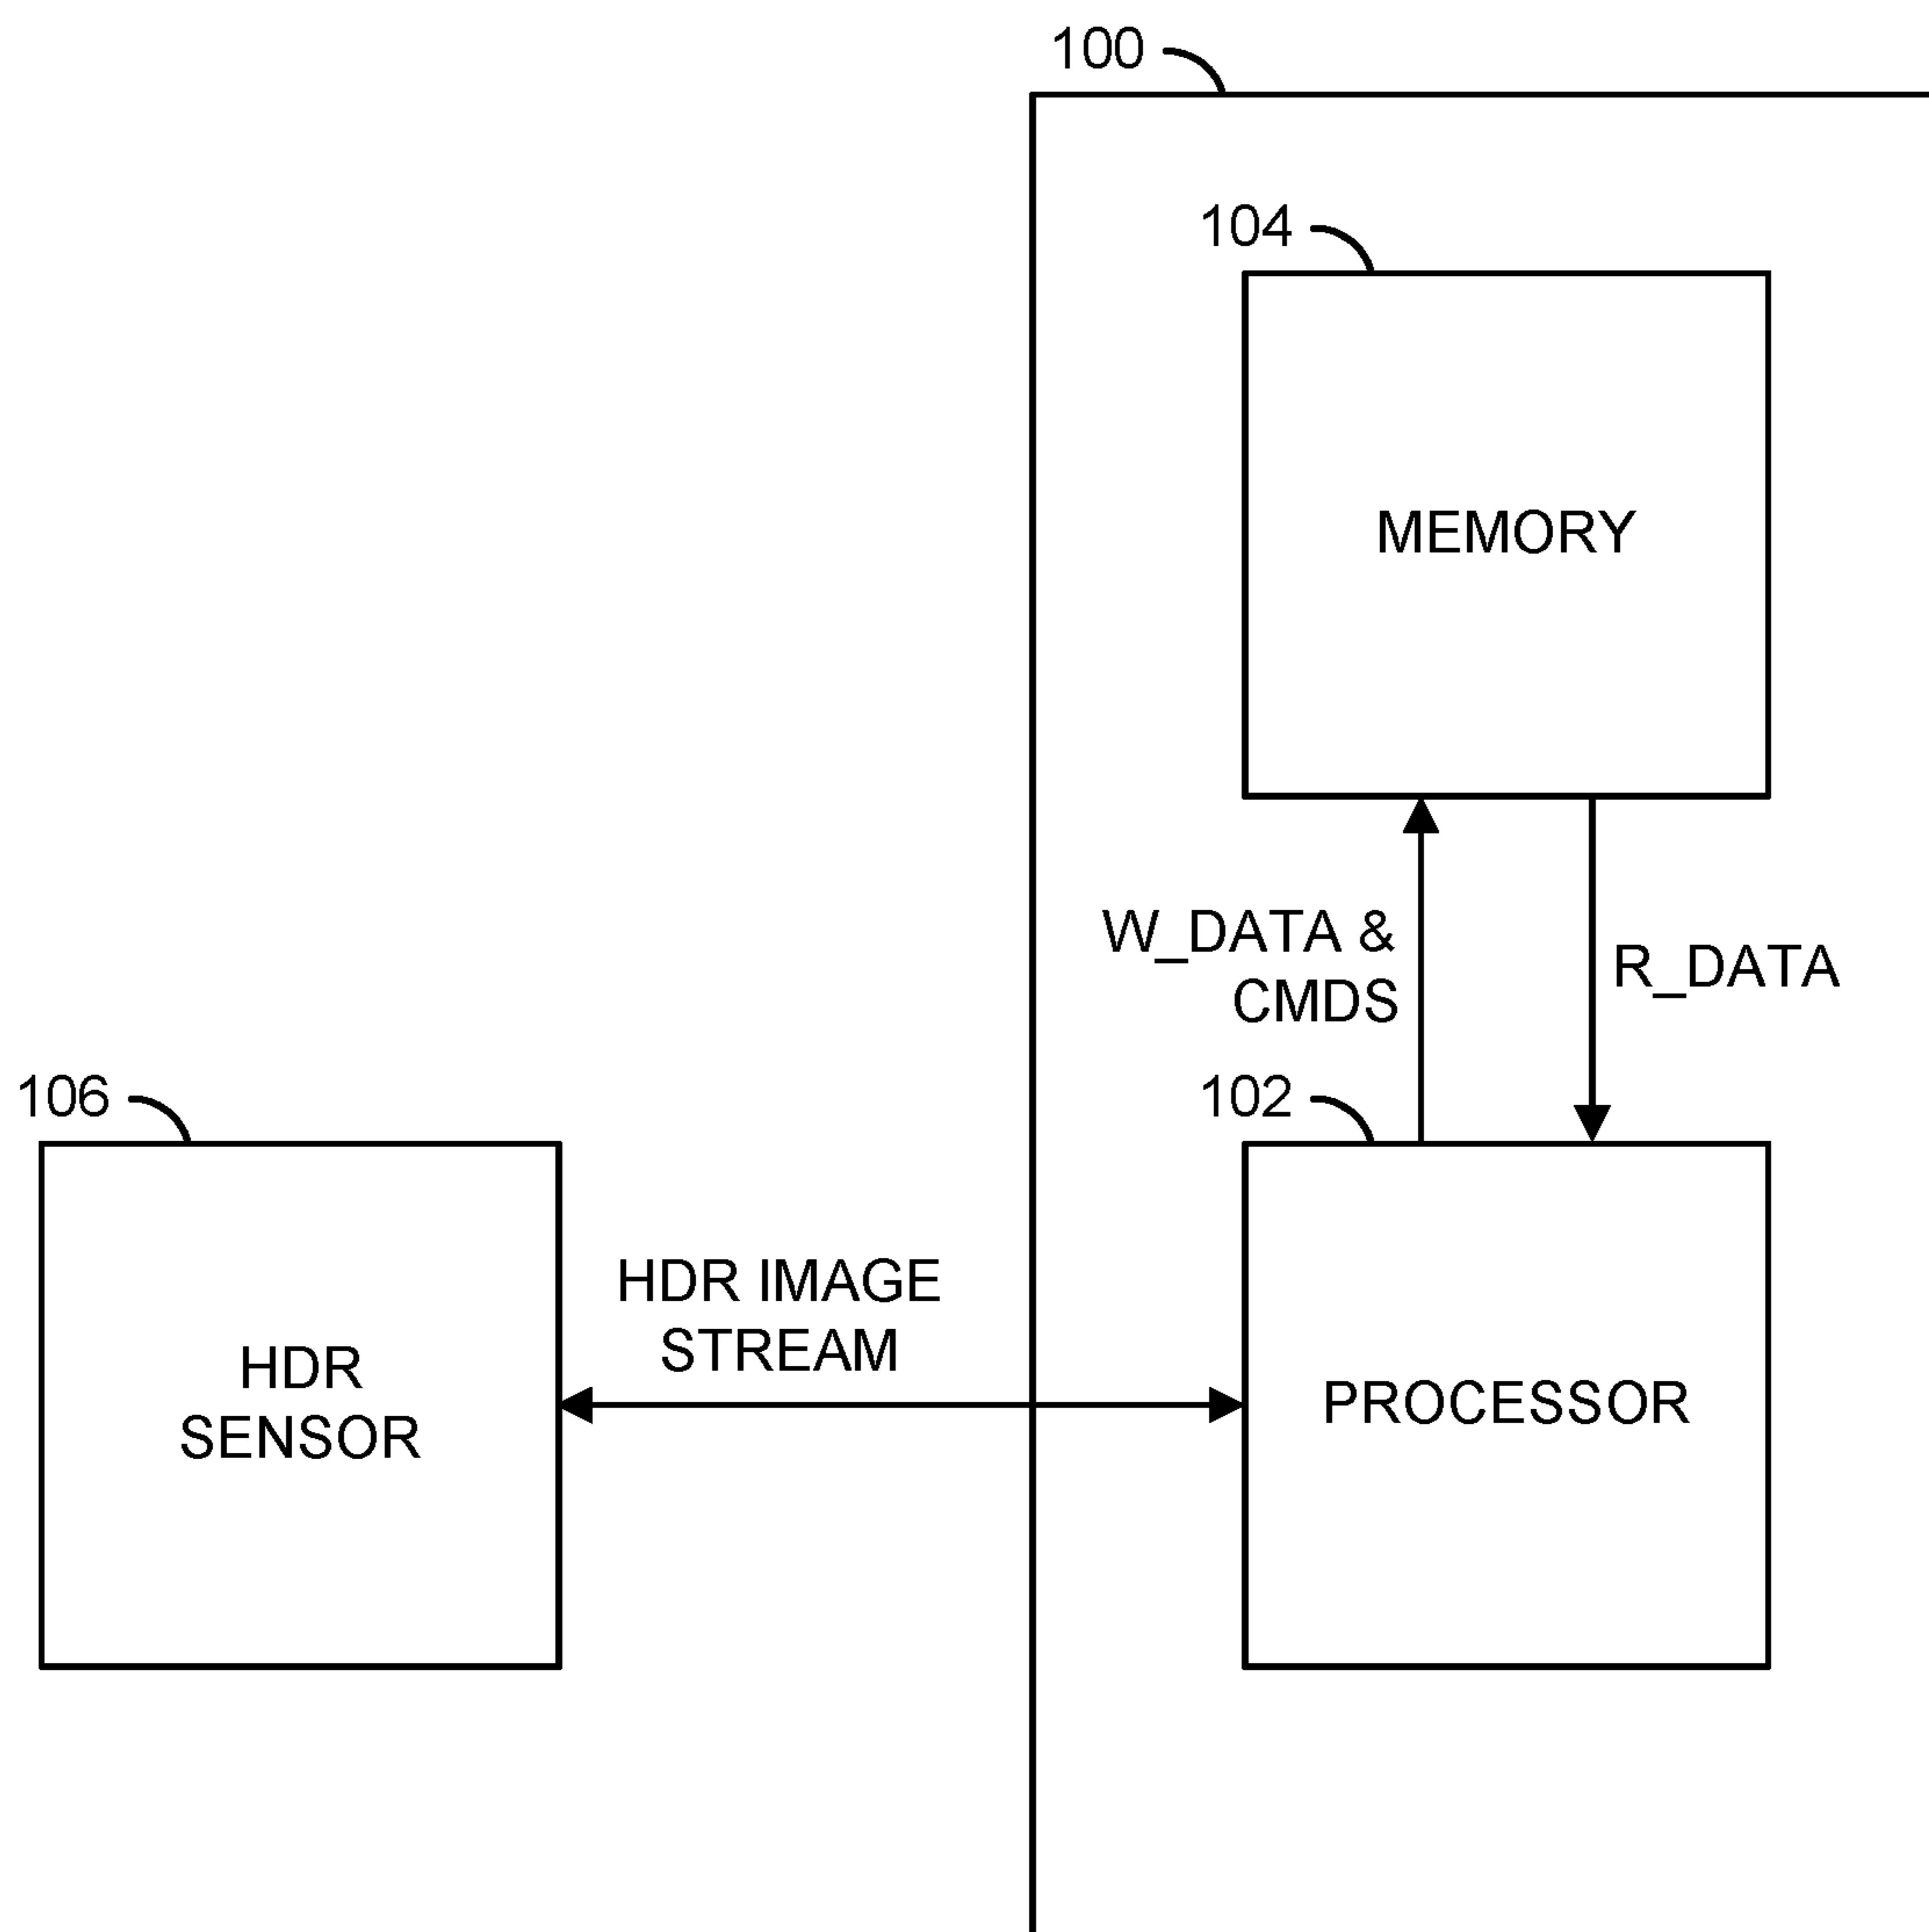 100
104
MEMORY
W_DATA &
CMDS
R_DATA
106
102
HDR IMAGE
STREAM
HDR
SENSOR
PROCESSOR